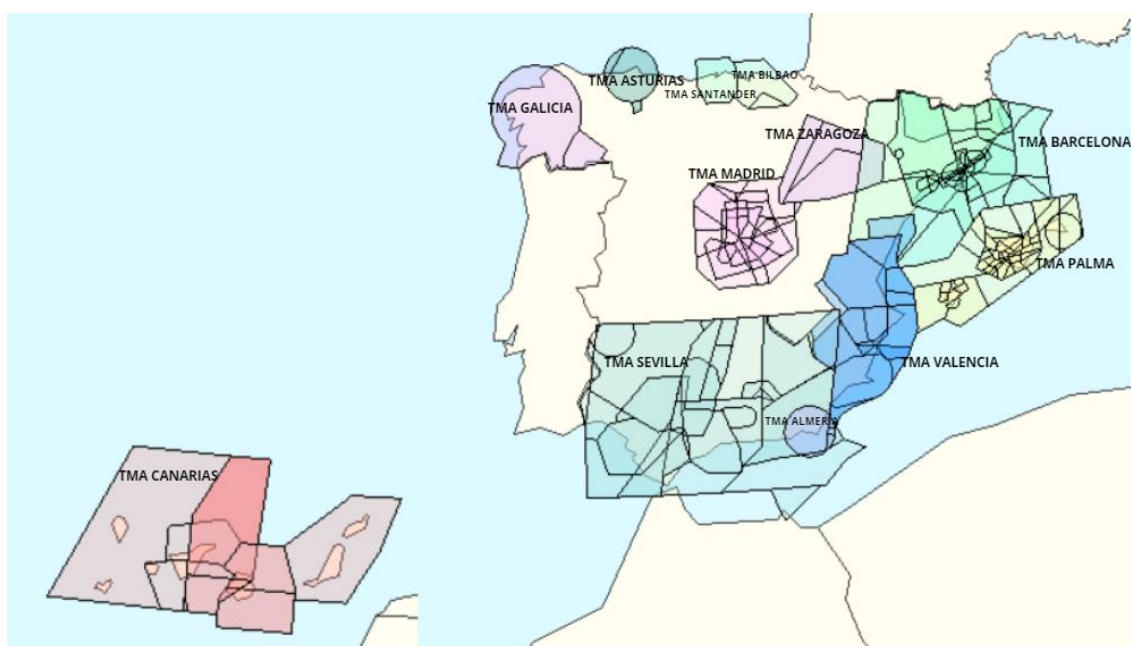 TMA ASTURIAS
TMA BILBAO
TMA SANTANDER
TMA GALICIA
TMA ZARAGOZA
TMA BARCELONA
TMA MADRID
TMA PALMA
TMA SEVILLA
TMA VALENCIA
TMA ALMERIA
TMA CANARIAS